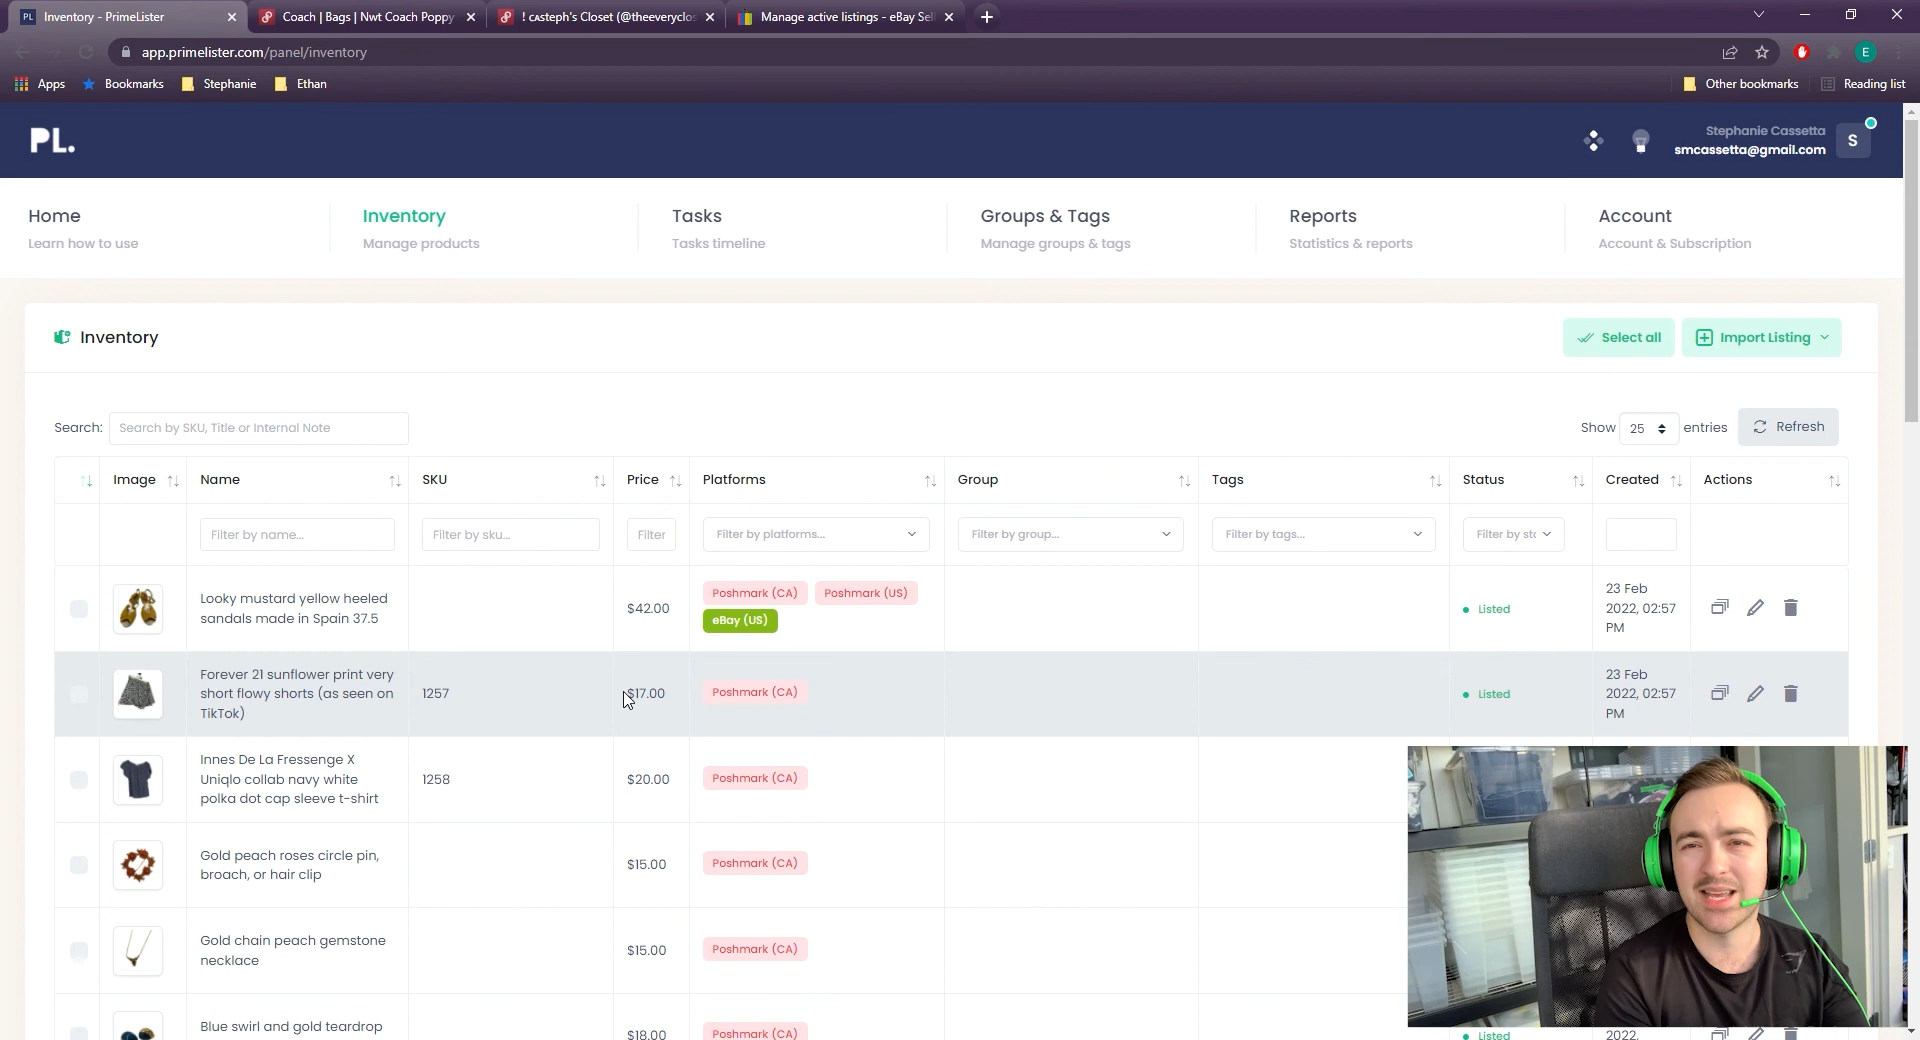 PL Inventory - PrimeLister
Coach | Bags | Nwt Coach Poppy
! cᴀsteph's Closet (@theeveryclos
Manage active listings - eBay Sell
app.primelister.com/panel/inventory
E
Apps Bookmarks Stephanie Ethan
Other bookmarks Reading list
PL.
Stephanie Cassetta
smcassetta@gmail.com
S
Home
Learn how to use
Inventory
Manage products
Tasks
Tasks timeline
Groups & Tags
Manage groups & tags
Reports
Statistics & reports
Account
Account & Subscription
Inventory
Select all
Import Listing
Search: Search by SKU, Title or Internal Note
Show 25 entries
Refresh
Image Name SKU Price Platforms Group Tags Status Created Actions
Filter by name... Filter by sku... Filter Filter by platforms... Filter by group... Filter by tags... Filter by sta
Looky mustard yellow heeled
sandals made in Spain 37.5
$42.00
Poshmark (CA) Poshmark (US)
eBay (US)
Listed
23 Feb
2022, 02:57
PM
Forever 21 sunflower print very
short flowy shorts (as seen on
TikTok)
1257
$17.00
Poshmark (CA)
Listed
23 Feb
2022, 02:57
PM
Innes De La Fressenge X
Uniqlo collab navy white
polka dot cap sleeve t-shirt
1258
$20.00
Poshmark (CA)
Gold peach roses circle pin,
broach, or hair clip
$15.00
Poshmark (CA)
Gold chain peach gemstone
necklace
$15.00
Poshmark (CA)
Blue swirl and gold teardrop
$18.00
Poshmark (CA)
Listed
2022,